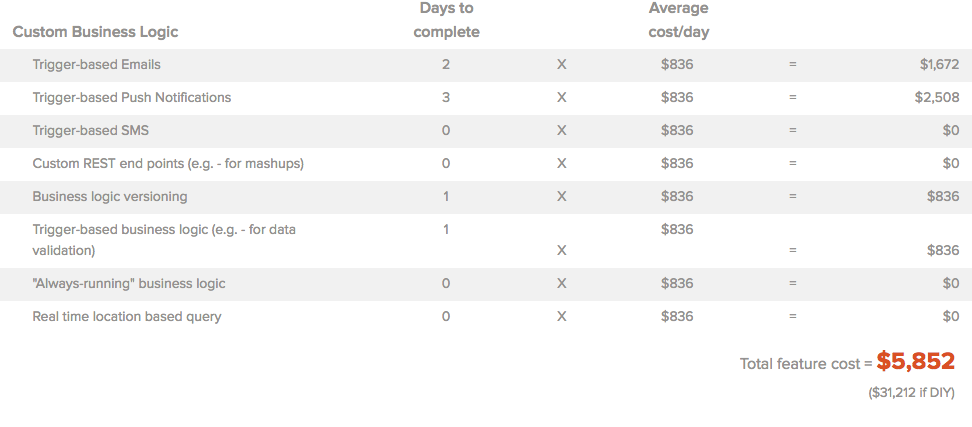 Days to Average
Custom Business Logic complete cost/day
Trigger-based Emails 2 X $836 = $1,672
Trigger-based Push Notifications 3 X $836 = $2,508
Trigger-based SMS 0 X $836 = $0
Custom REST end points (e.g. - for mashups) 0 X $836 = $0
Business logic versioning 1 X $836 = $836
Trigger-based business logic (e.g. - for data 1 $836
validation) X = $836
"Always-running" business logic 0 X $836 = $0
Real time location based query 0 X $836 = $0
Total feature cost = $5,852
($31,212 if DIY)